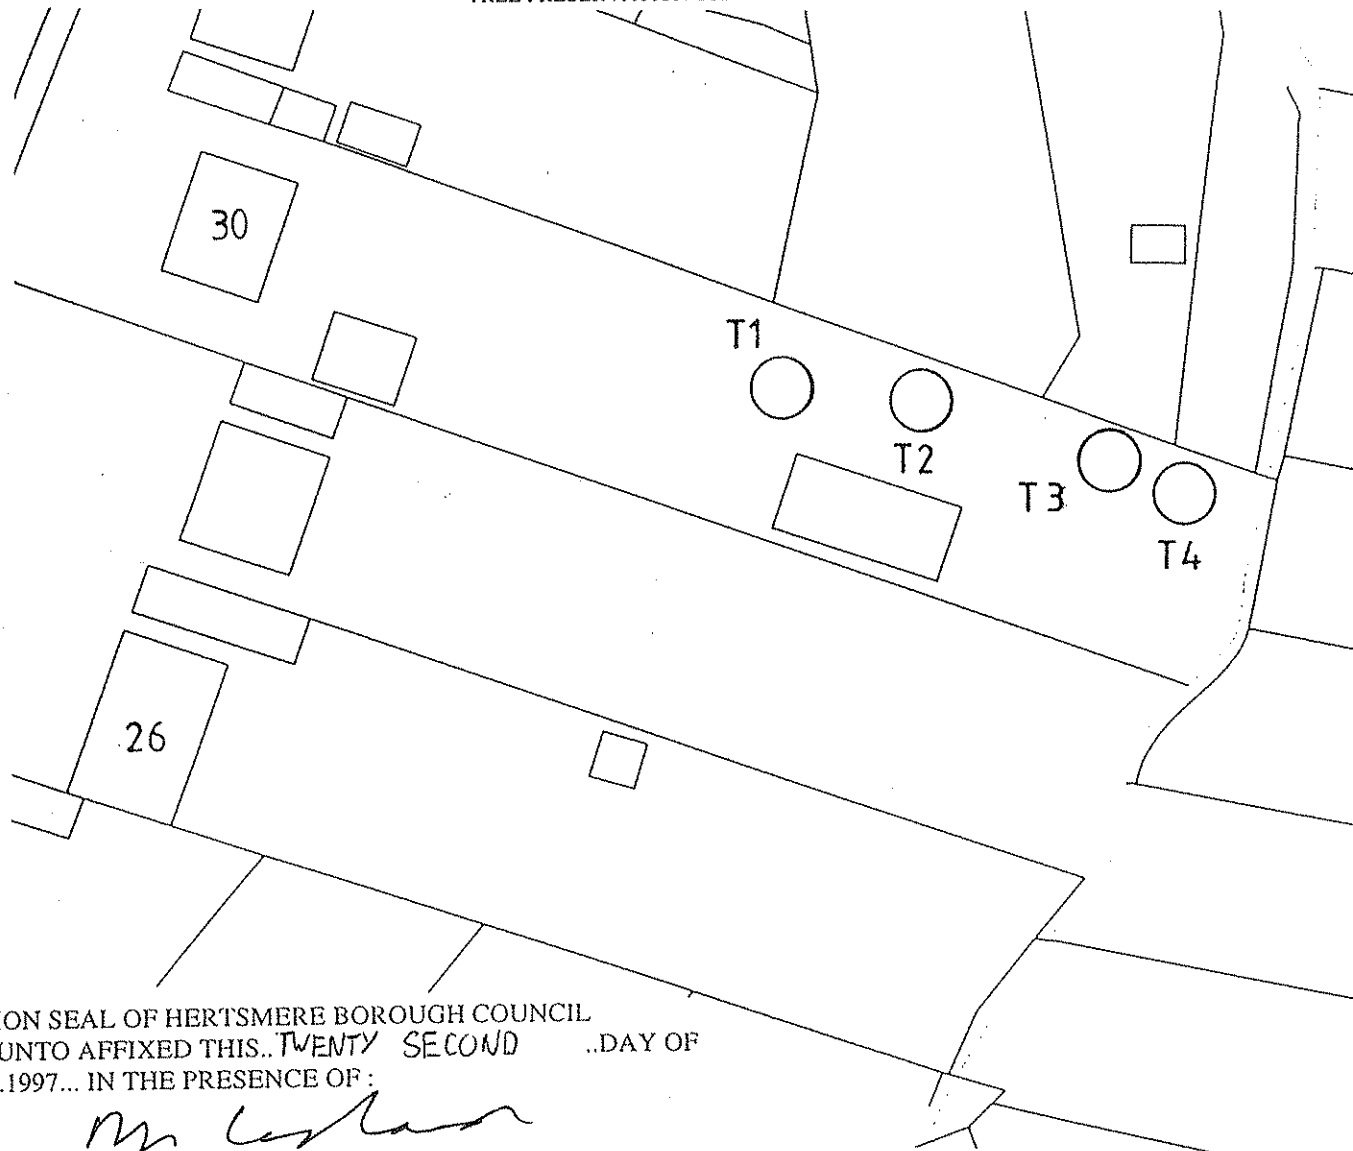 30
T1
T2
T3
T4
26
ION SEAL OF HERTSMERE BOROUGH COUNCIL
UNTO AFFIXED THIS..TWENTY SECOND ..DAY OF
.1997... IN THE PRESENCE OF :